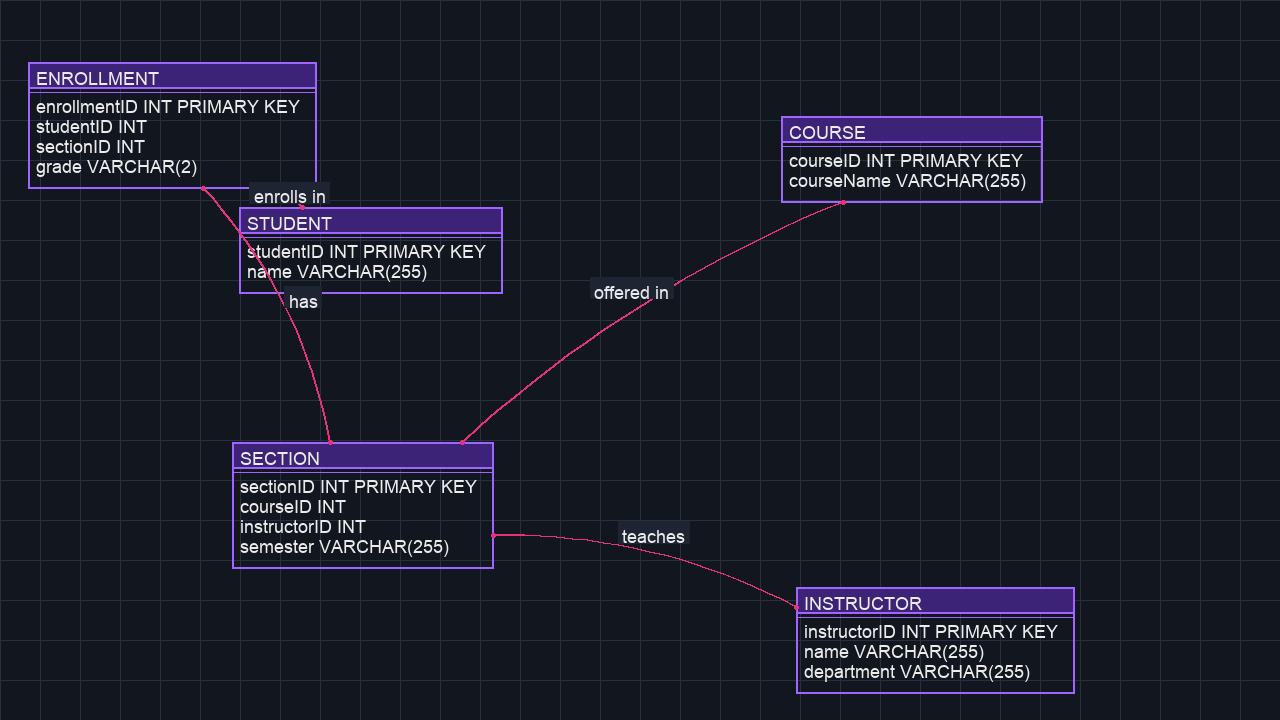 ENROLLMENT
enrollmentID INT PRIMARY KEY
studentID INT
sectionID INT
grade VARCHAR(2)
enrolls in
STUDENT
studentID INT PRIMARY KEY
name VARCHAR(255)
has
COURSE
courseID INT PRIMARY KEY
courseName VARCHAR(255)
offered in
SECTION
sectionID INT PRIMARY KEY
courseID INT
instructorID INT
semester VARCHAR(255)
teaches
INSTRUCTOR
instructorID INT PRIMARY KEY
name VARCHAR(255)
department VARCHAR(255)